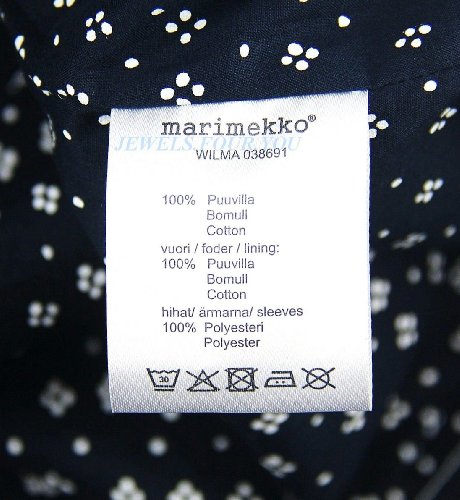 marimekko®
JEWELS.FOUR.YOU
WILMA 038691
100% Puuvilla
Bomull
Cotton
vuori / foder / lining:
100% Puuvilla
Bomull
Cotton
hihat/ ärmarna/ sleeves
100% Polyesteri
Polyester
30